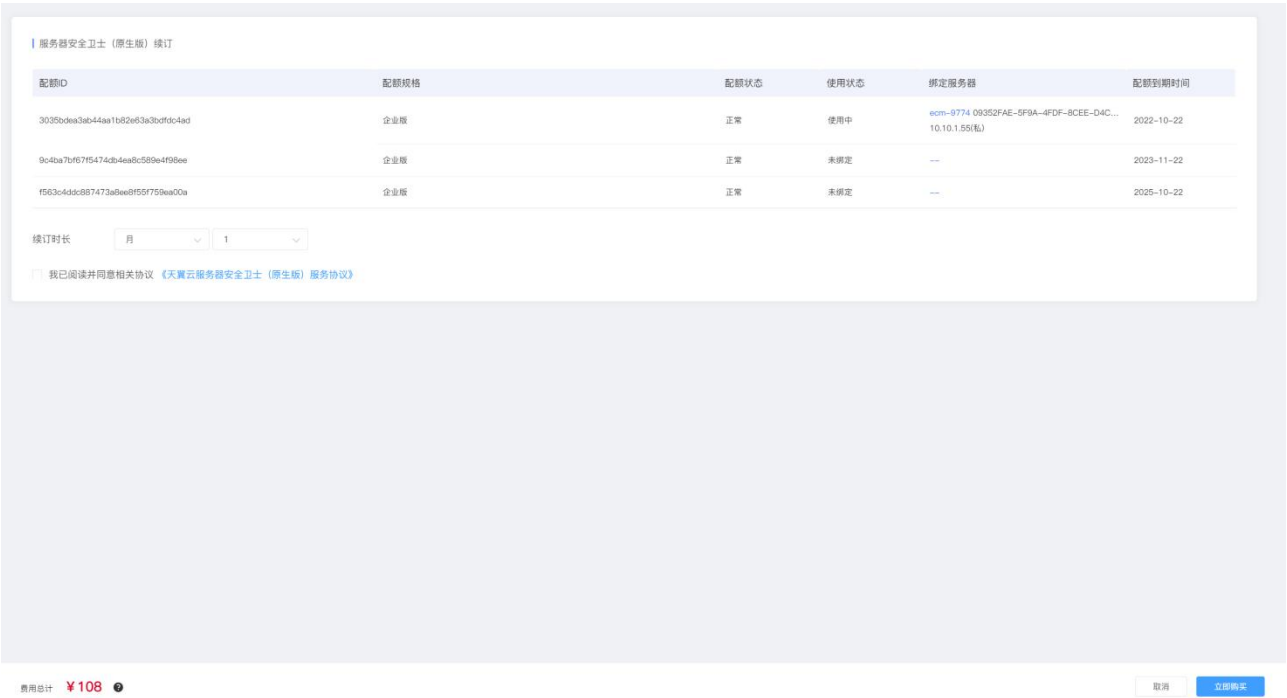 服务器安全卫士（原生版）续订
配额ID 配额规格 配额状态 使用状态 绑定服务器 配额到期时间
3035bdea3ab44aa1b82e63a3bdfdc4ad 企业版 正常 使用中 ecm-9774 09352FAE-5F9A-4FDF-8CEE-D4C... 2022-10-22
10.10.1.55(私)
9c4ba7bf67f5474db4ea8c589e4f98ee 企业版 正常 未绑定 -- 2023-11-22
f563c4ddc887473a8ee8f55f759ea00a 企业版 正常 未绑定 -- 2025-10-22
续订时长 月 1
我已阅读并同意相关协议 《天翼云服务器安全卫士（原生版）服务协议》
费用总计 ¥108 ? 取消 立即购买